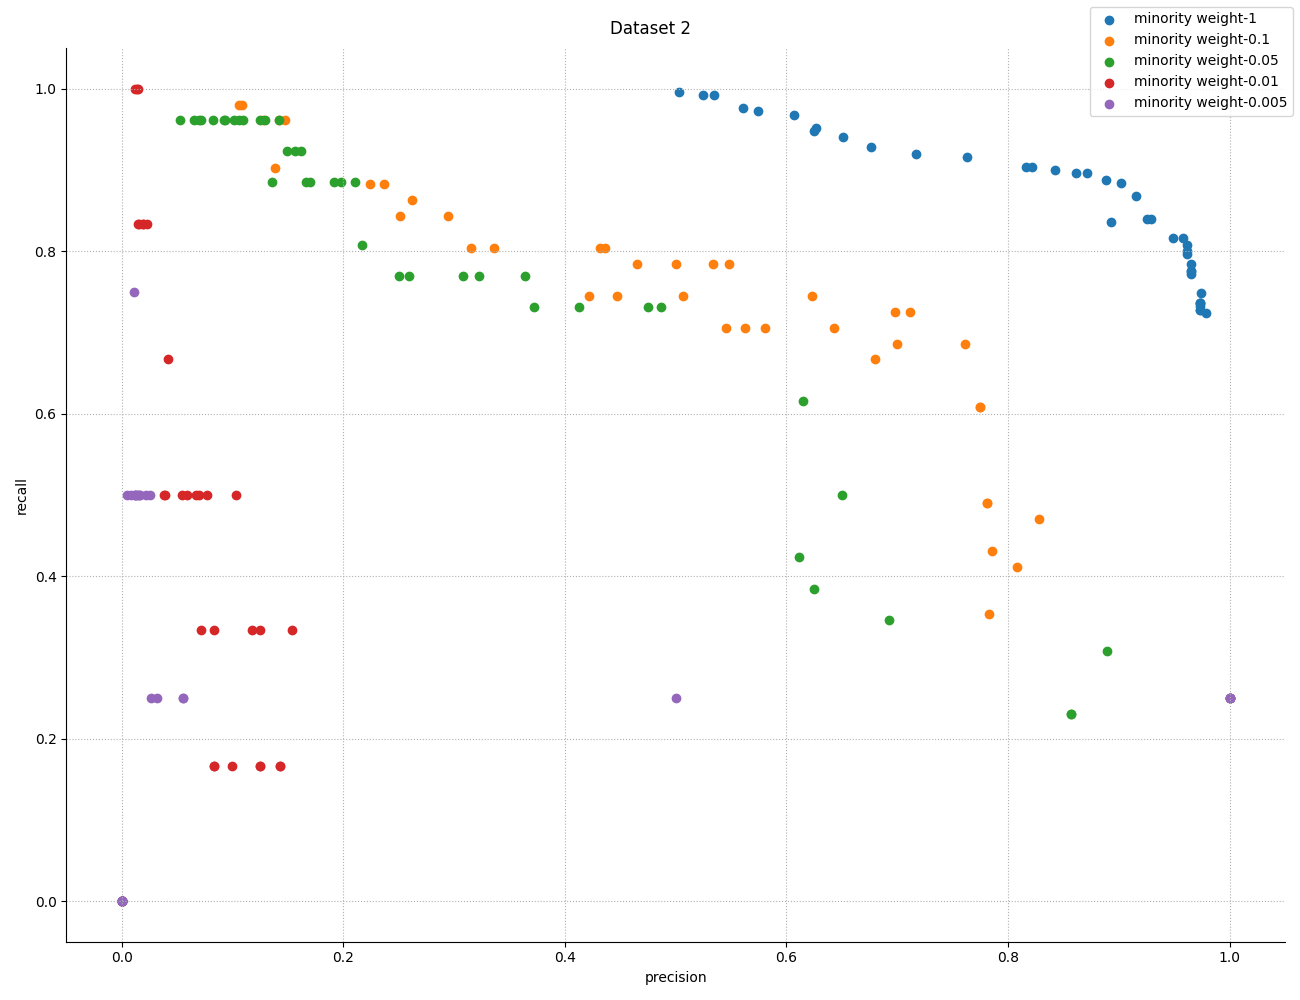 Dataset 2
minority weight-1
minority weight-0.1
minority weight-0.05
minority weight-0.01
minority weight-0.005
1.0
0.8
0.6
0.4
0.2
0.0
recall
0.0 0.2 0.4 0.6 0.8 1.0
precision